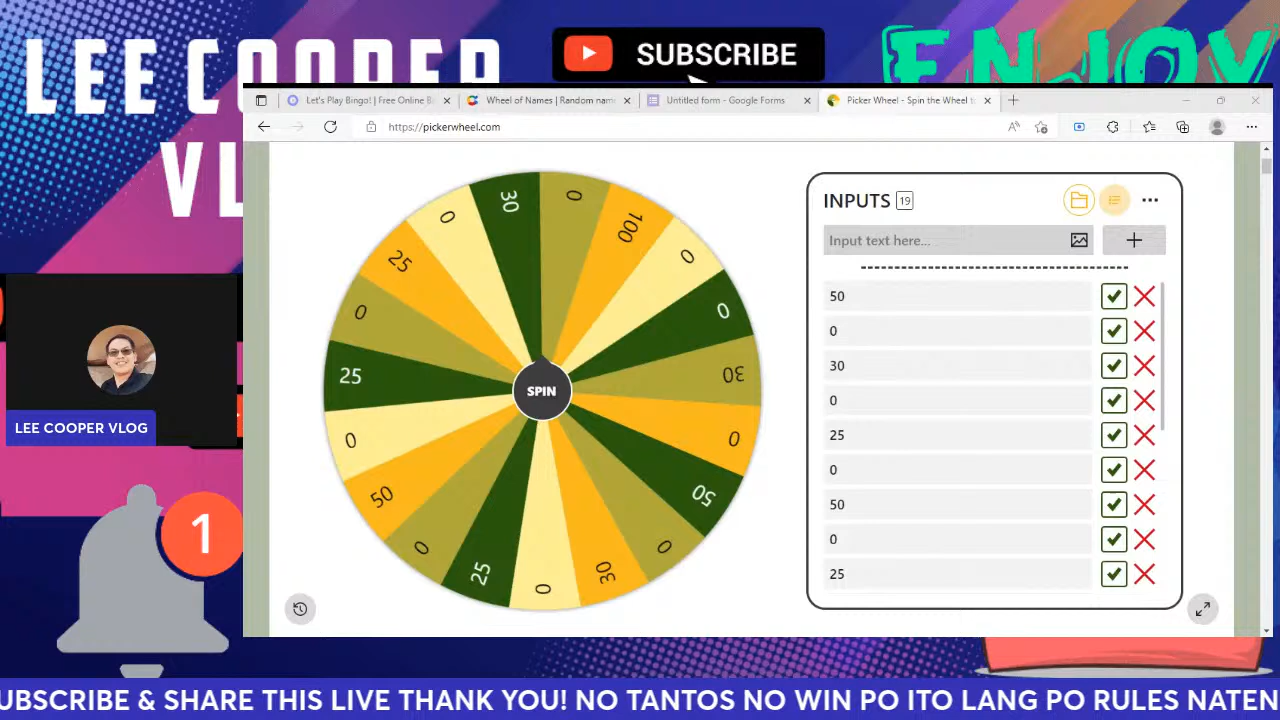 LEE COOPER
VL
SUBSCRIBE
ENJOY
Let's Play Bingo! | Free Online B
Wheel of Names | Random nam
Untitled form - Google Forms
Picker Wheel - Spin the Wheel t
https://pickerwheel.com
INPUTS 19
Input text here...
50
0
30
0
25
0
50
0
25
30
0
100
0
0
30
0
50
0
30
0
25
0
50
0
25
0
25
0
SPIN
LEE COOPER VLOG
1
UBSCRIBE & SHARE THIS LIVE THANK YOU! NO TANTOS NO WIN PO ITO LANG PO RULES NATEN